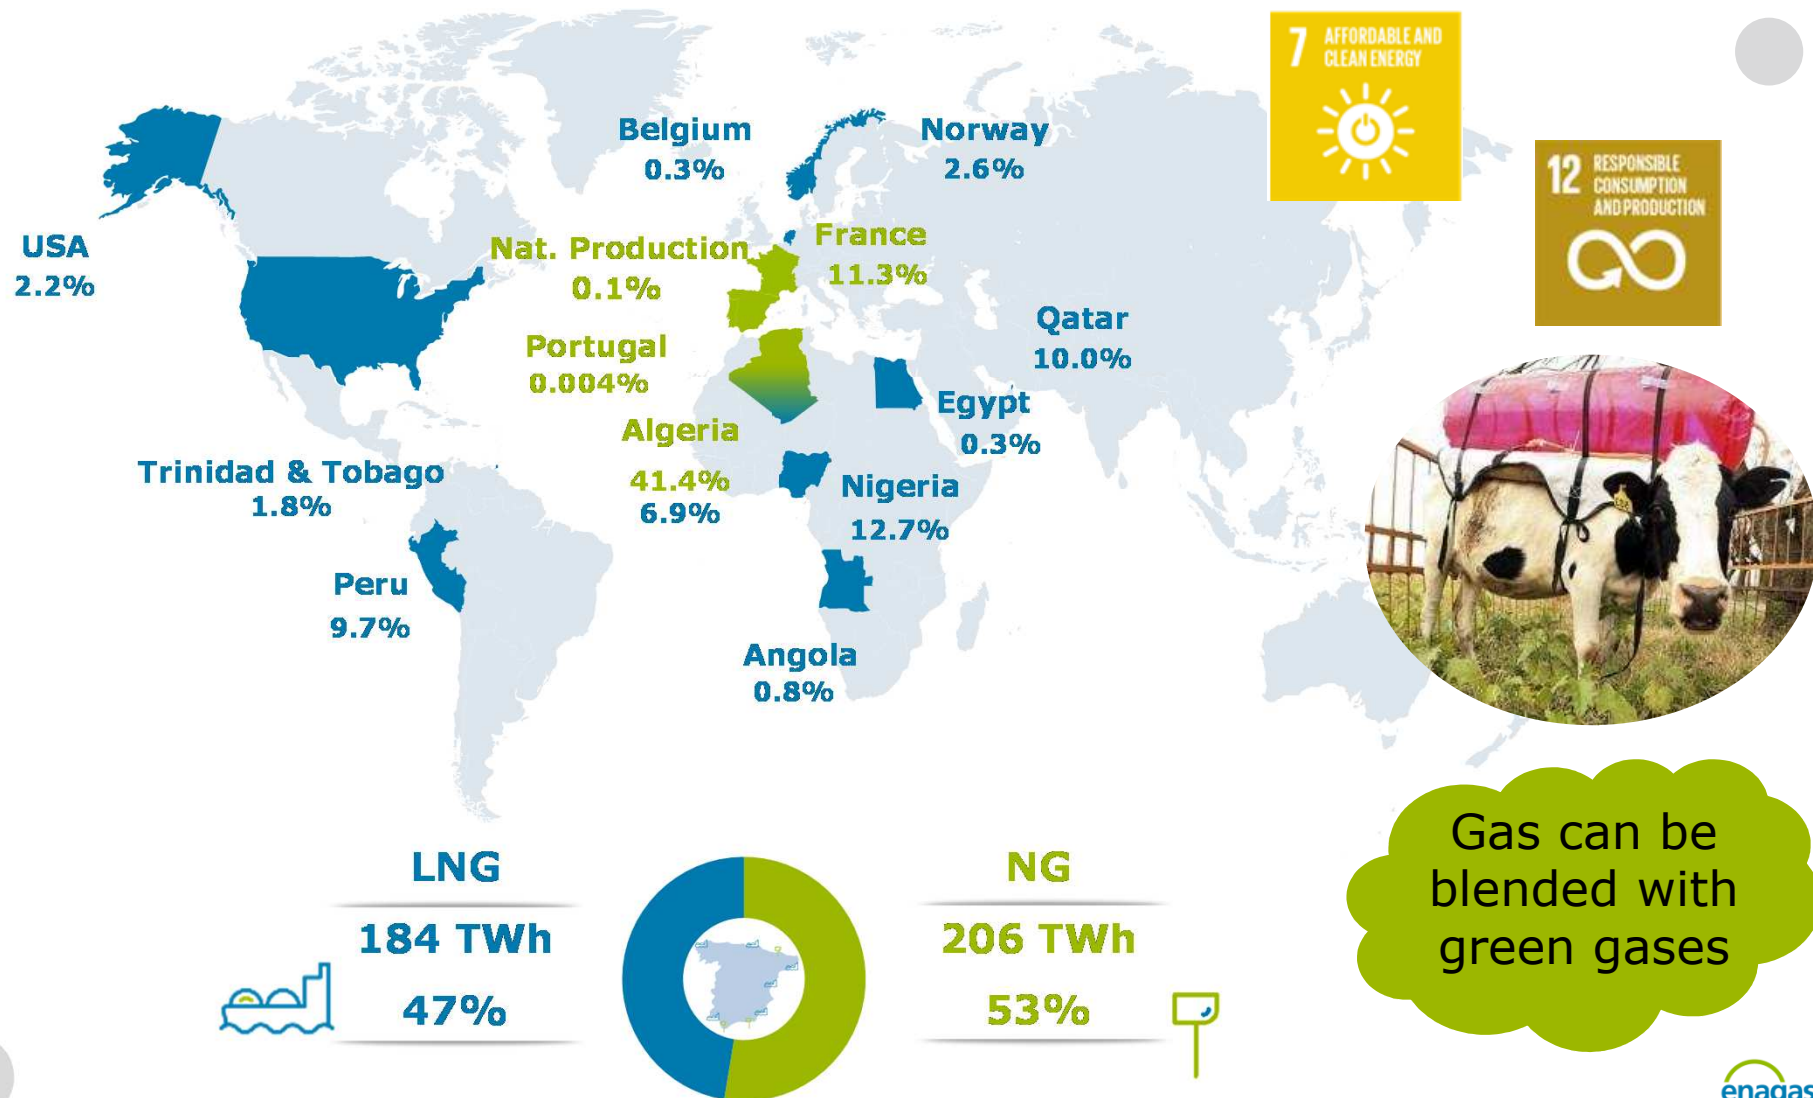 7 AFFORDABLE AND
CLEAN ENERGY
12 RESPONSIBLE
CONSUMPTION
AND PRODUCTION
Belgium
0.3%
Norway
2.6%
USA
2.2%
Nat. Production
0.1%
France
11.3%
Portugal
0.004%
Qatar
10.0%
Algeria
41.4%
6.9%
Egypt
0.3%
Trinidad & Tobago
1.8%
Nigeria
12.7%
Peru
9.7%
Angola
0.8%
LNG
184 TWh
47%
NG
206 TWh
53%
Gas can be
blended with
green gases
enagas